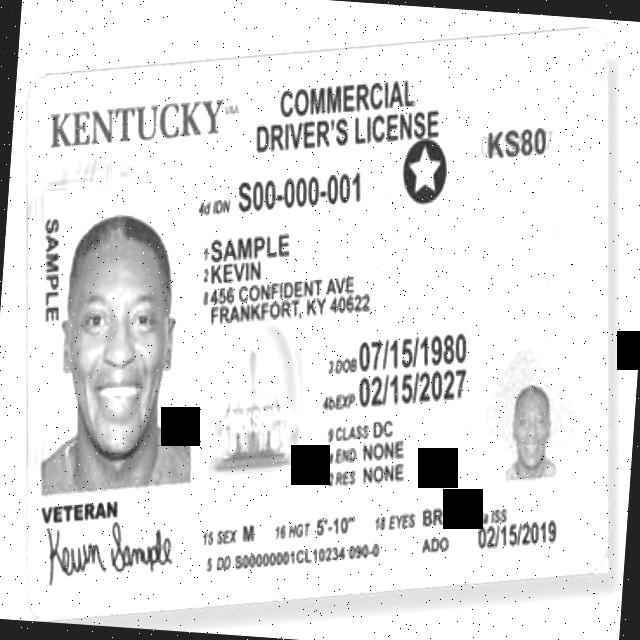 KENTUCKY USA
COMMERCIAL
DRIVER'S LICENSE
KS80
4d IDN S00-000-001
SAMPLE
1 SAMPLE
2 KEVIN
8 456 CONFIDENT AVE
FRANKFORT, KY 40622
3 DOB 07/15/1980
4b EXP 02/15/2027
9 CLASS DC
END NONE
RES NONE
VETERAN
Kevin Sample
15 SEX M 16 HGT 5'-10" 18 EYES BR ISS
5 DD S00000001CL10234 090-0 ADO 02/15/2019